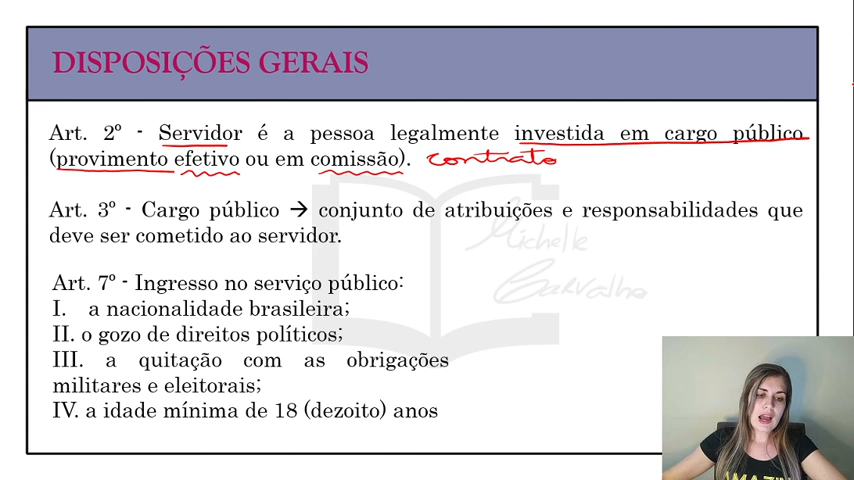 DISPOSIÇÕES GERAIS
Art. 2º - Servidor é a pessoa legalmente investida em cargo público
(provimento efetivo ou em comissão). contrato
Art. 3º - Cargo público → conjunto de atribuições e responsabilidades que
deve ser cometido ao servidor.
Michelle
Carvalho
Art. 7º - Ingresso no serviço público:
I. a nacionalidade brasileira;
II. o gozo de direitos políticos;
III. a quitação com as obrigações
militares e eleitorais;
IV. a idade mínima de 18 (dezoito) anos